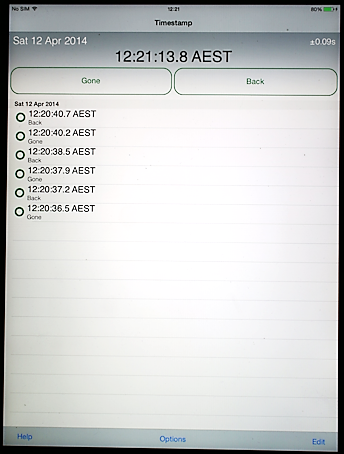 No SIM 12:21 80%
Timestamp
Sat 12 Apr 2014 ±0.09s
12:21:13.8 AEST
Gone Back
Sat 12 Apr 2014
12:20:40.7 AEST
Back
12:20:40.2 AEST
Gone
12:20:38.5 AEST
Back
12:20:37.9 AEST
Gone
12:20:37.2 AEST
Back
12:20:36.5 AEST
Gone
Help Options Edit